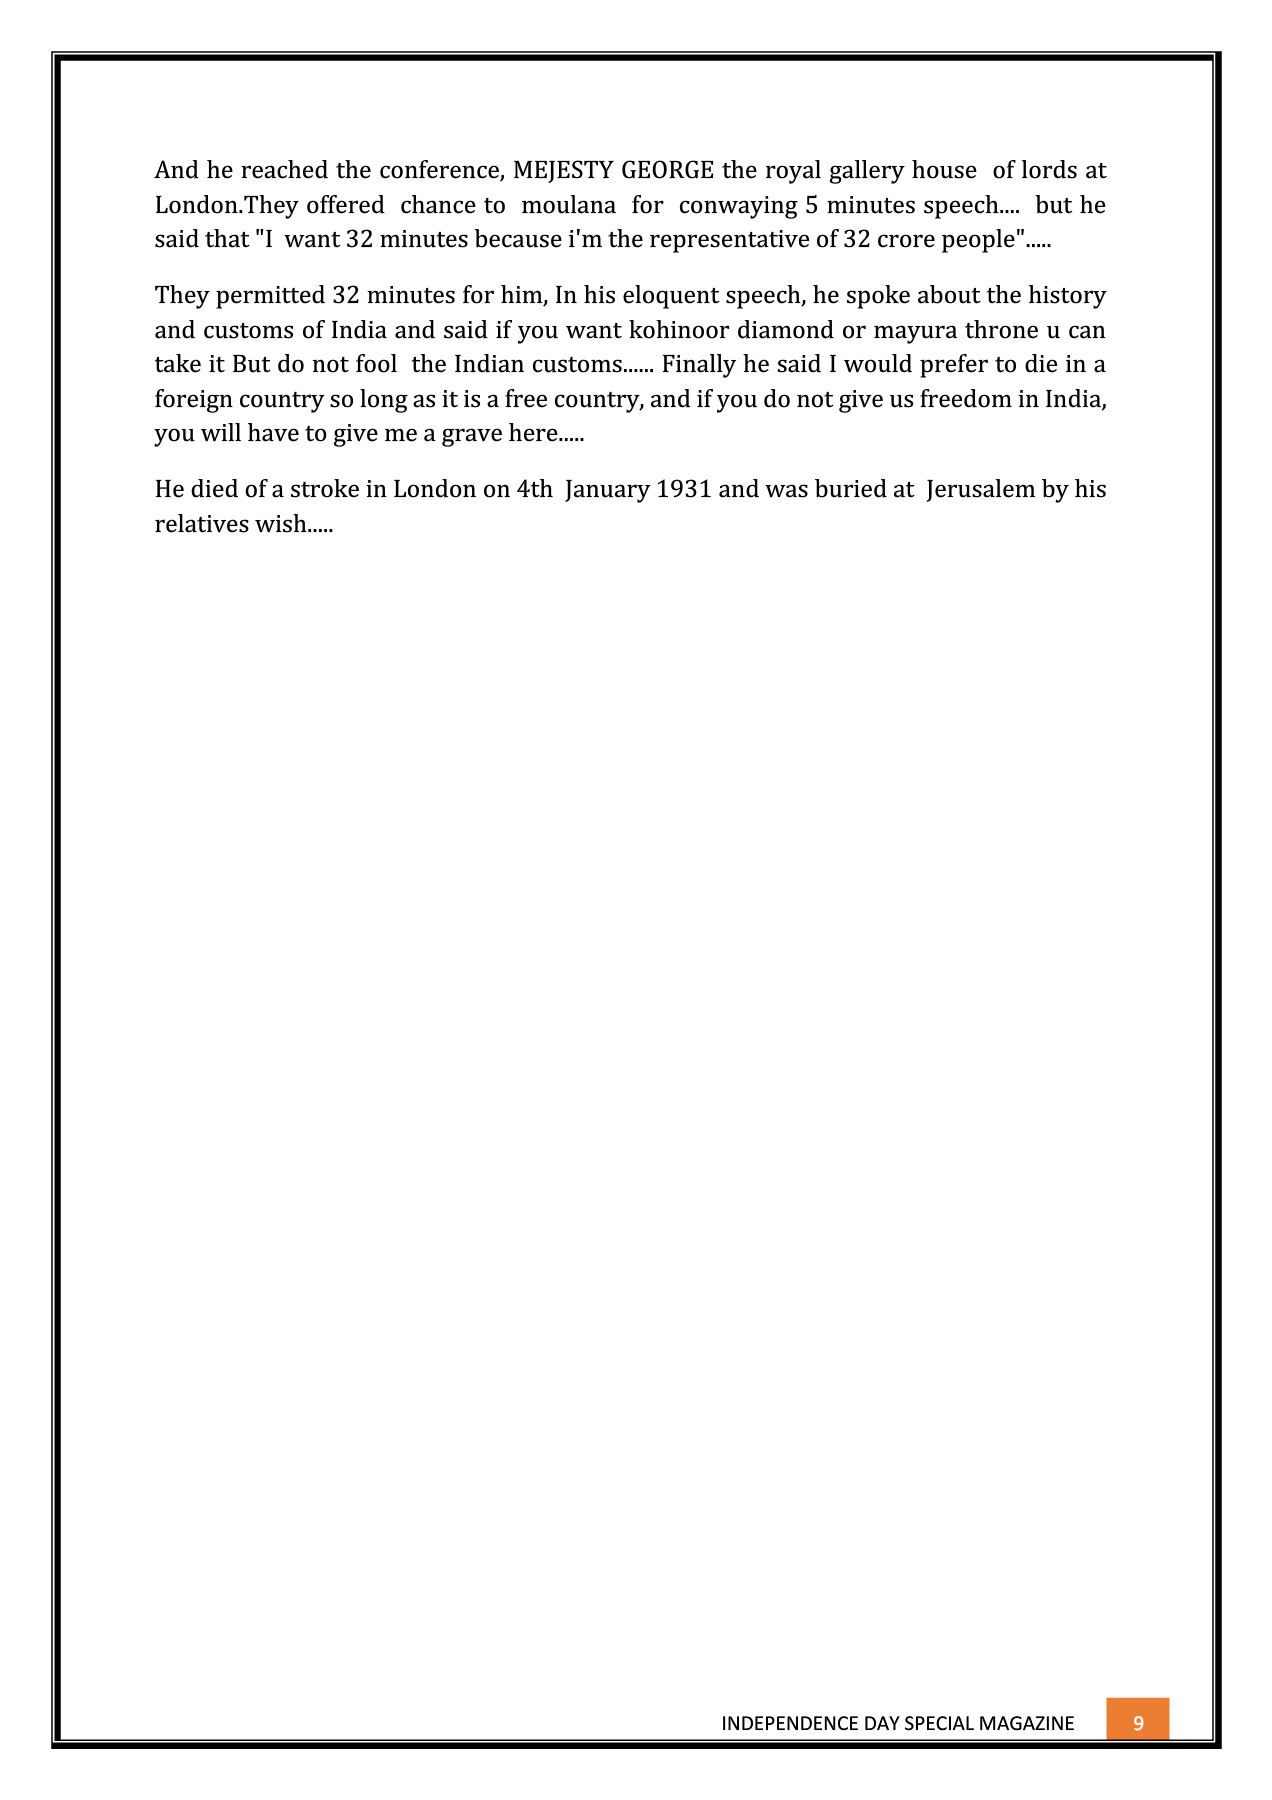 And he reached the conference, MEJESTY GEORGE the royal gallery house  of lords at
London.They offered  chance to  moulana  for  conwaying 5 minutes speech....  but he
said that "I  want 32 minutes because i'm the representative of 32 crore people".....
They permitted 32 minutes for him, In his eloquent speech, he spoke about the history
and customs of India and said if you want kohinoor diamond or mayura throne u can
take it But do not fool  the Indian customs...... Finally he said I would prefer to die in a
foreign country so long as it is a free country, and if you do not give us freedom in India,
you will have to give me a grave here.....
He died of a stroke in London on 4th  January 1931 and was buried at  Jerusalem by his
relatives wish.....
INDEPENDENCE DAY SPECIAL MAGAZINE 9